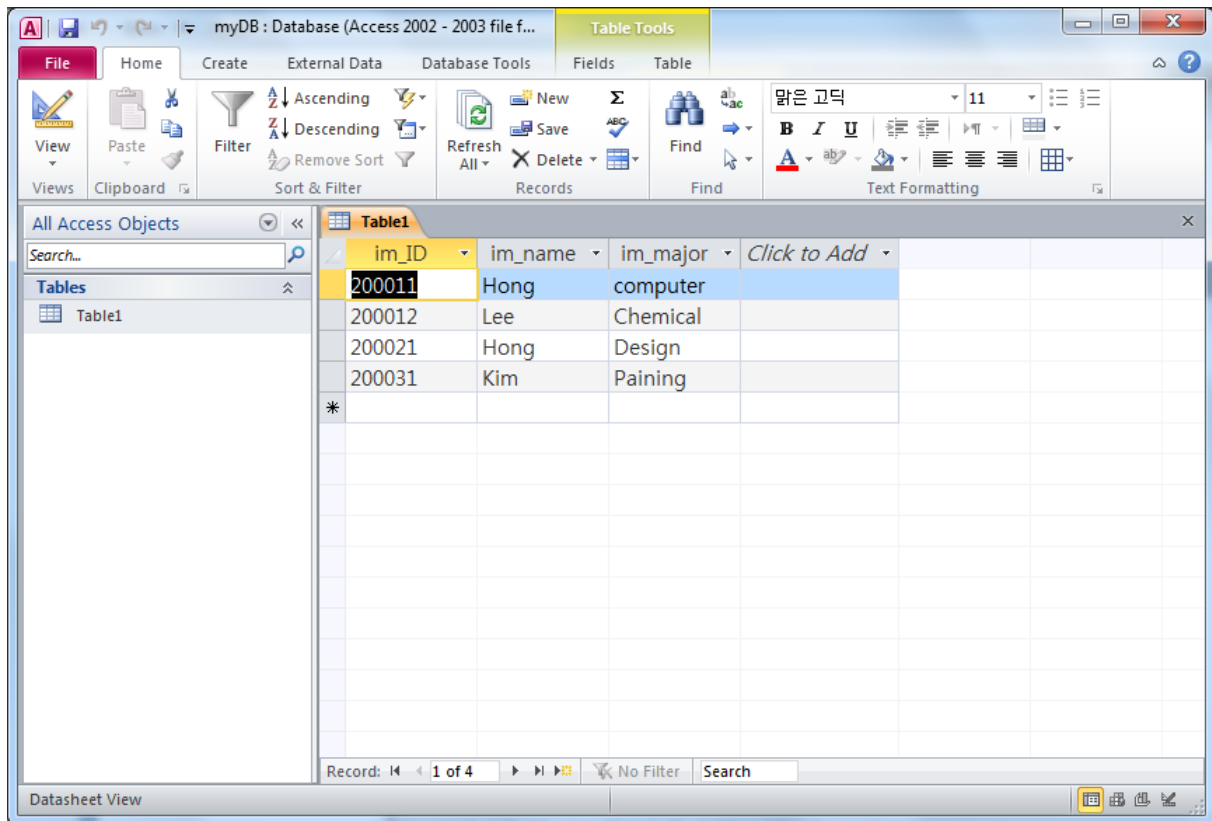 A myDB : Database (Access 2002 - 2003 file f... Table Tools
File Home Create External Data Database Tools Fields Table
View
Paste
Filter
Ascending
Descending
Remove Sort
Refresh All
New
Save
Delete
Σ
ABC
Find
ab
ac
맑은 고딕 11
B I U
A ab
Views Clipboard Sort & Filter Records Find Text Formatting
All Access Objects «
Search...
Tables
Table1
Table1
im_ID im_name im_major Click to Add
200011 Hong computer
200012 Lee Chemical
200021 Hong Design
200031 Kim Paining
Record: 1 of 4 No Filter Search
Datasheet View